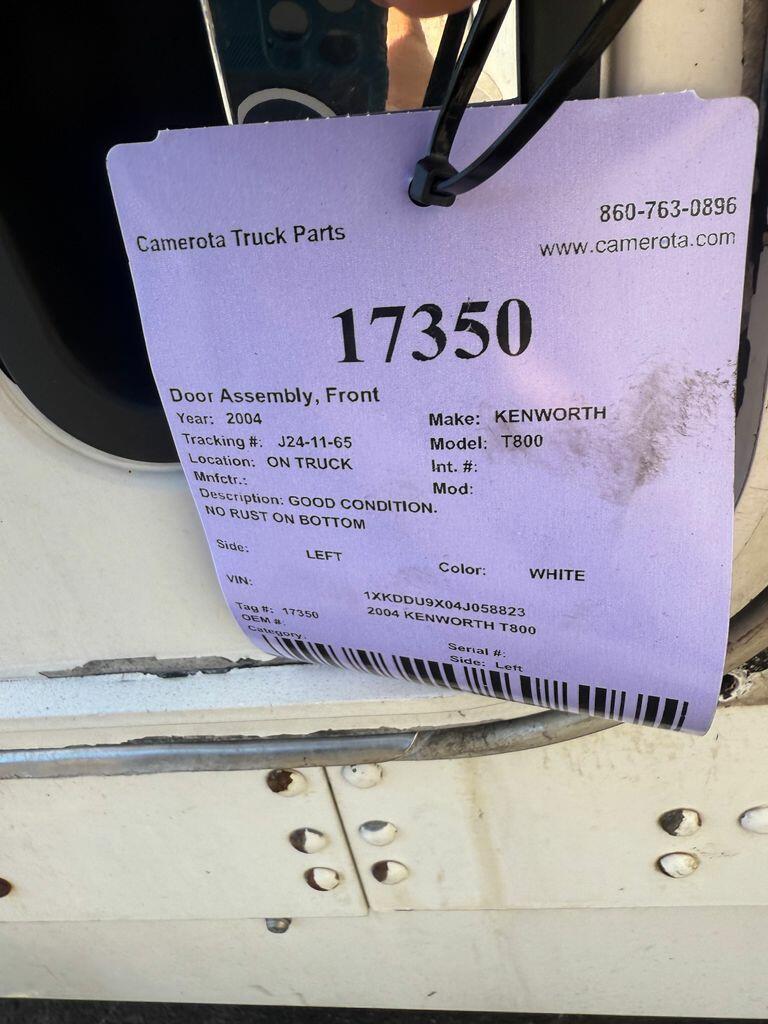 860-763-0896
Camerota Truck Parts
www.camerota.com
17350
Door Assembly, Front
Year: 2004
Make: KENWORTH
Tracking #: J24-11-65
Model: T800
Location: ON TRUCK
Int. #:
Mnfctr.:
Mod:
Description: GOOD CONDITION.
NO RUST ON BOTTOM
Side: LEFT
Color: WHITE
VIN: 1XKDDU9X04J058823
2004 KENWORTH T800
Tag #: 17350
OEM #:
Serial #:
Category:
Side: Left